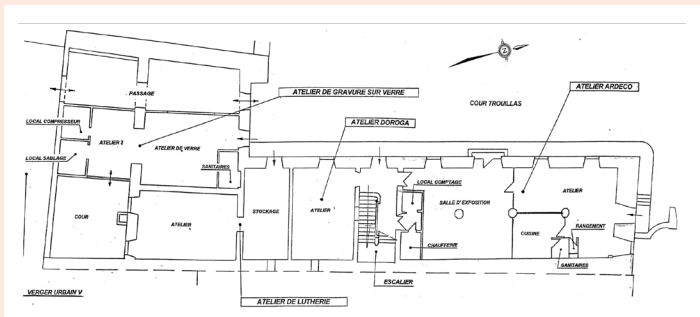 ATELIER DE GRAVURE SUR VERRE
ATELIER ARDECO
PASSAGE
COUR TROUILLAS
LOCAL COMPRESSEUR
ATELIER DOROGA
ATELIER 2
ATELIER DE VERRE
LOCAL SABLAGE
SANITAIRES
LOCAL COMPTAGE
ATELIER
SALLE D'EXPOSITION
STOCKAGE
ATELIER
COUR
ATELIER
CUISINE
RANGEMENT
CHAUFFERIE
SANITAIRES
ESCALIER
VERGER URBAIN V
ATELIER DE LUTHERIE